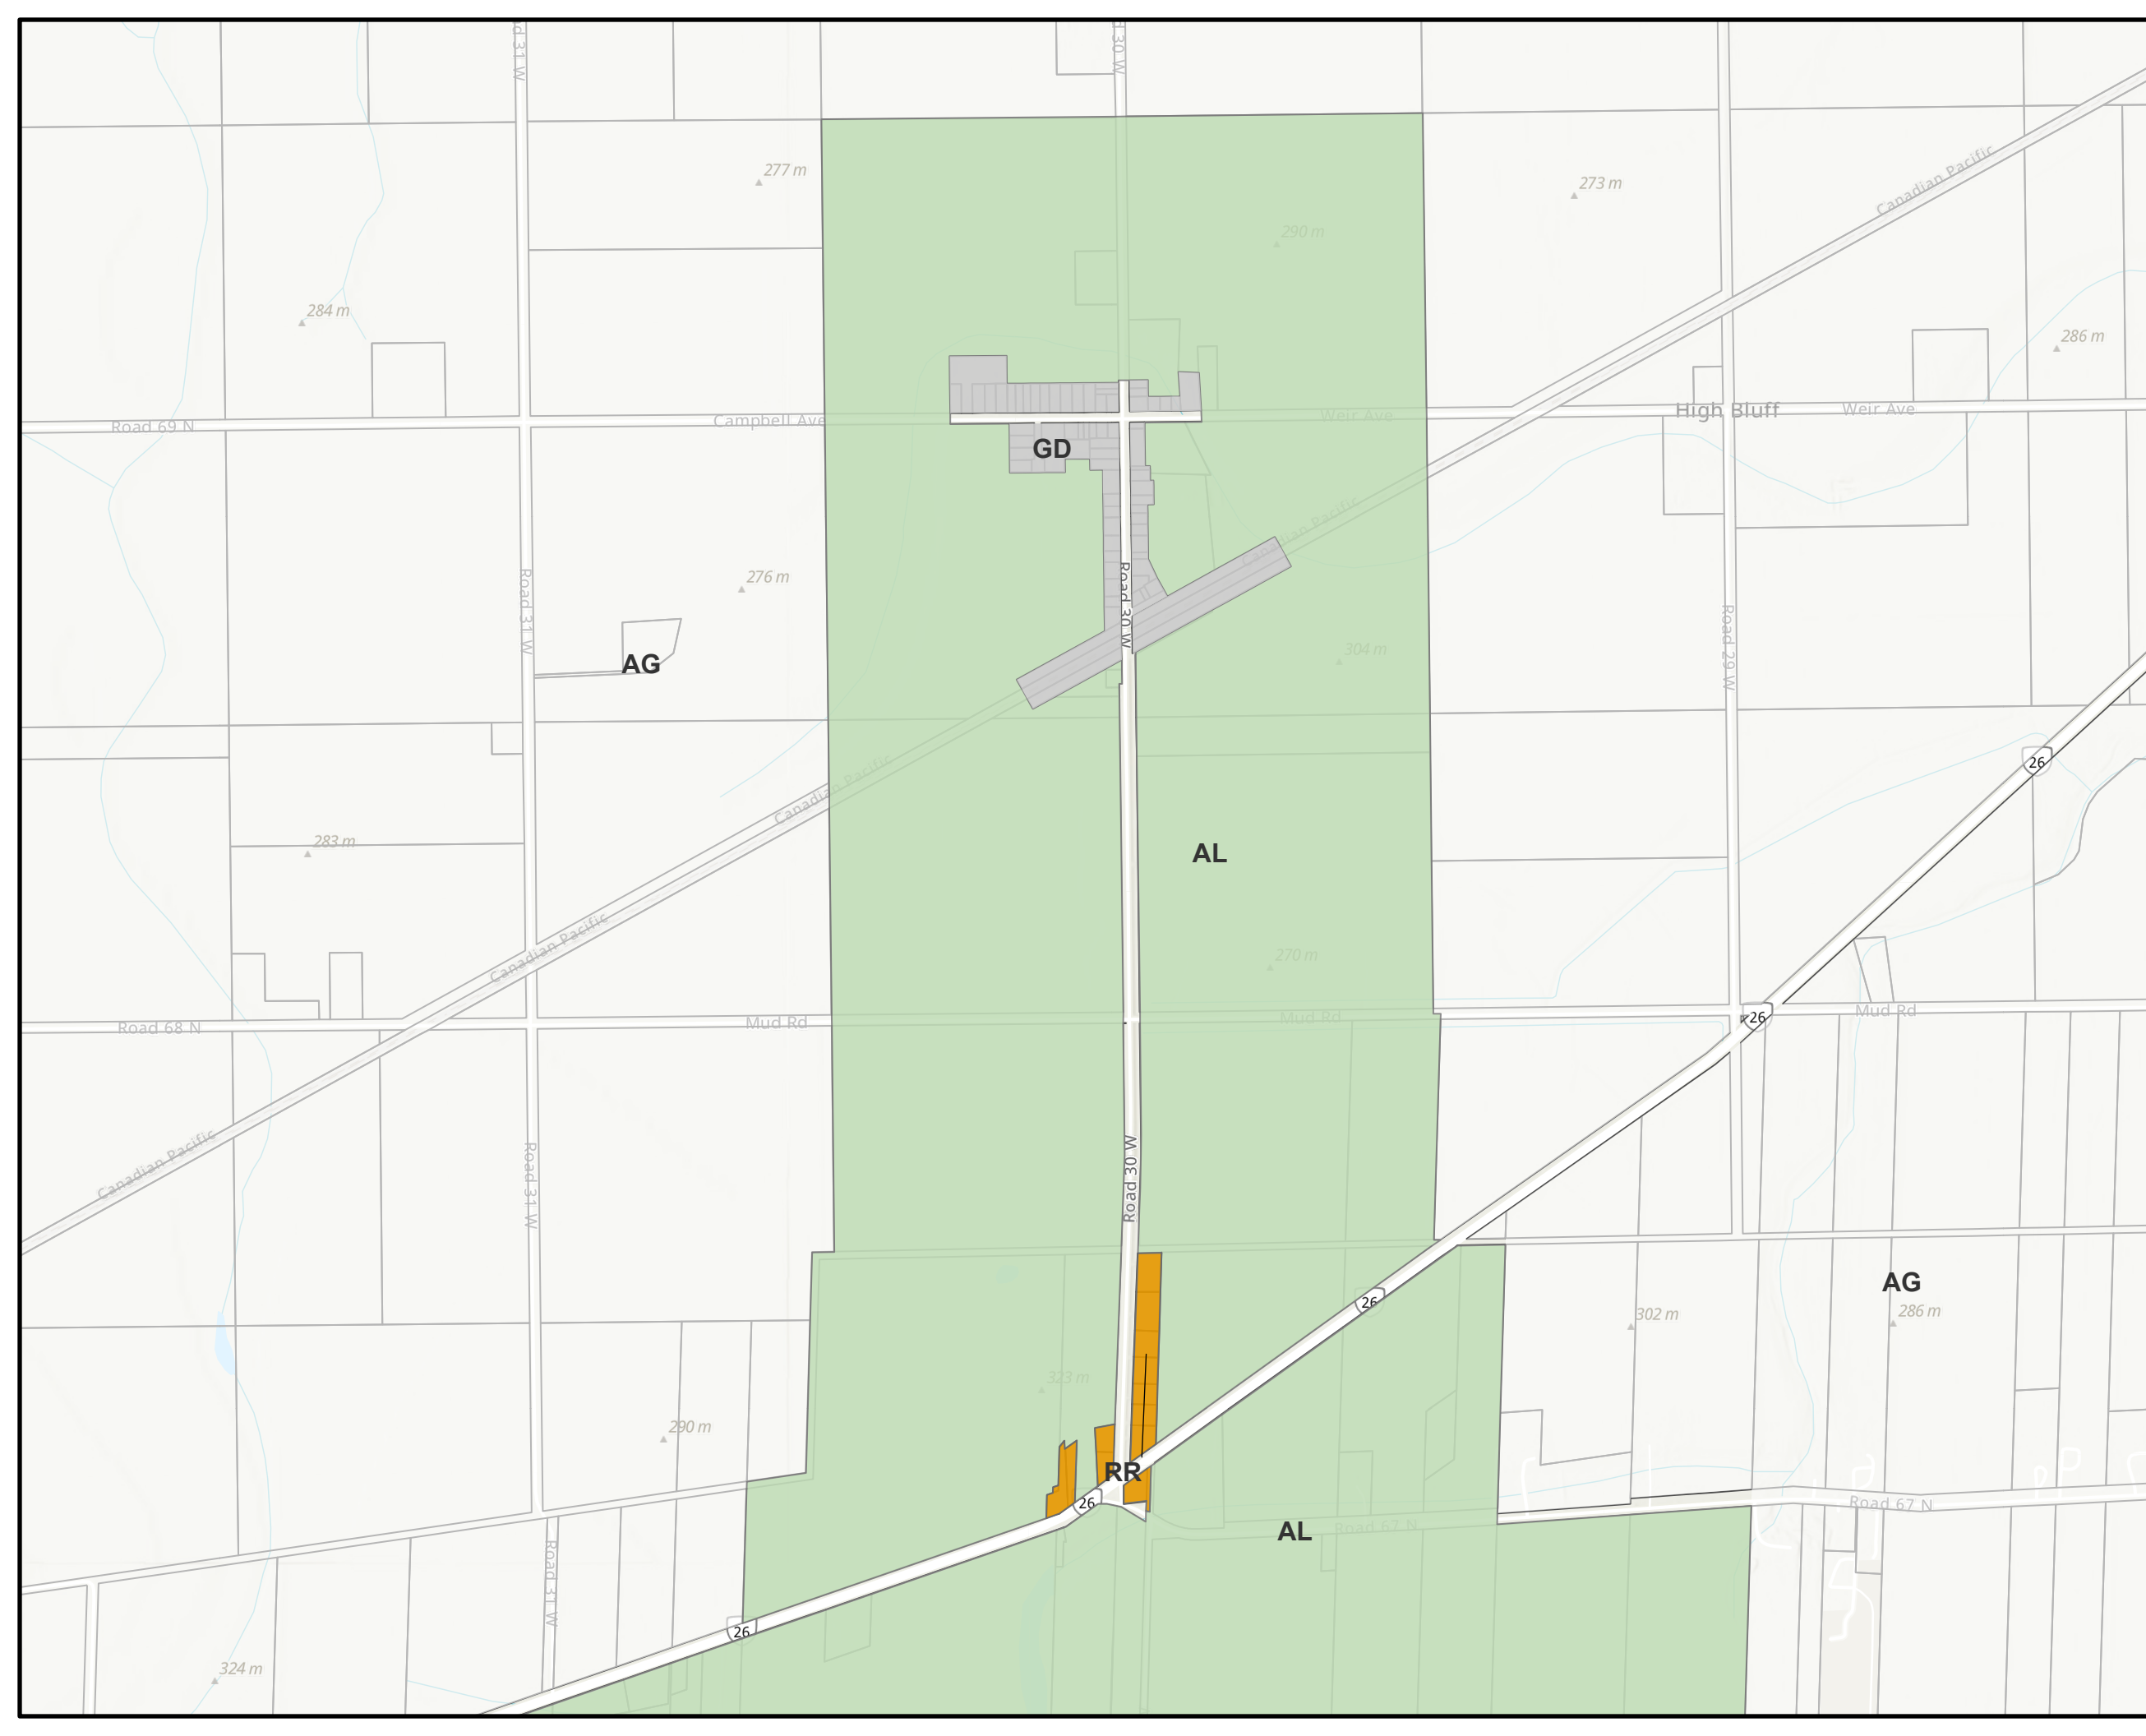 d 31 W
d 30 W
Canadian Pacific
277 m
273 m
290 m
284 m
286 m
Road 69 N
Campbell Ave
Weir Ave
High Bluff
Weir Ave
GD
Canadian Pacific
276 m
Road 31 W
Road 30 W
304 m
Road 29 W
AG
26
Canadian Pacific
283 m
AL
Canadian Pacific
270 m
Road 68 N
Mud Rd
Mud Rd
26
Mud Rd
Canadian Pacific
Road 31 W
Road 30 W
AG
26
302 m
286 m
323 m
290 m
RR
26
Road 67 N
AL
Road 67 N
Road 31 W
26
324 m